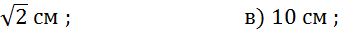 √2 см ; в) 10 см ;